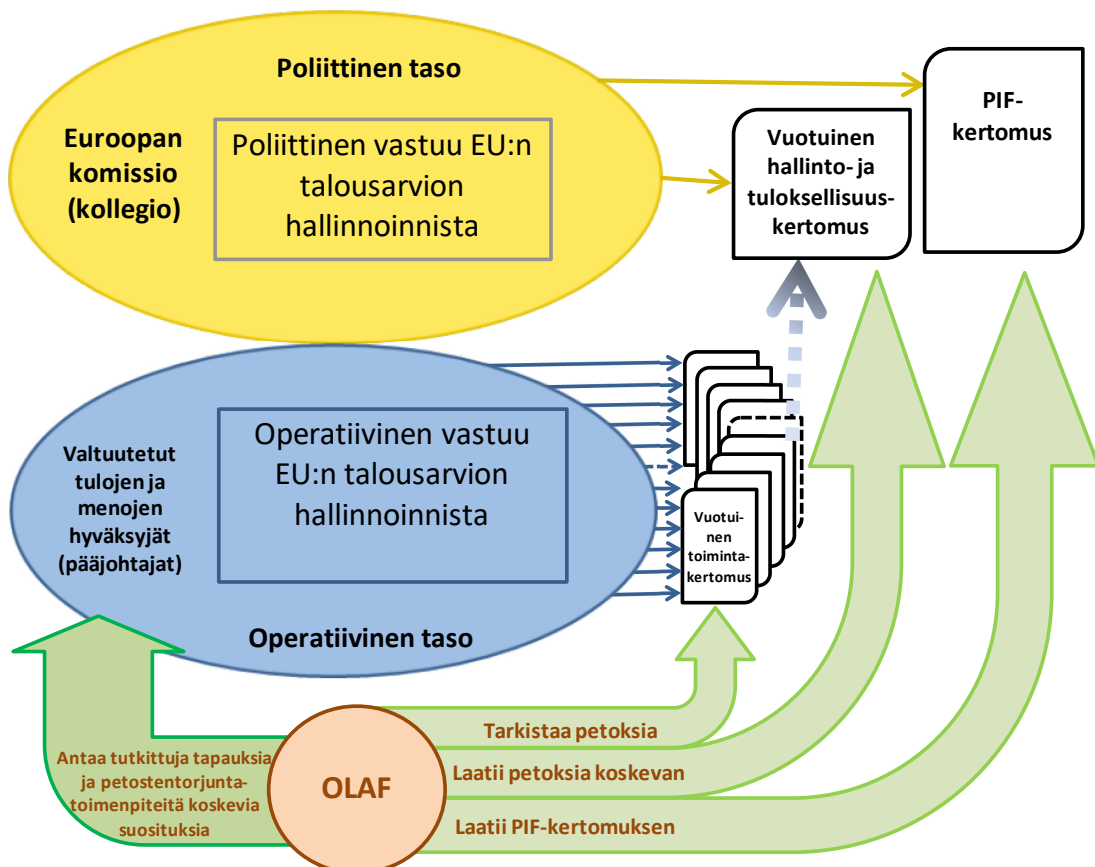 Poliittinen taso
Euroopan
komissio
(kollegio)
Poliittinen vastuu EU:n
talousarvion
hallinnoinnista
Vuotuinen
hallinto- ja
tuloksellisuus-
kertomus
PIF-
kertomus
Valtuutetut
tulojen ja
menojen
hyväksyjät
(pääjohtajat)
Operatiivinen vastuu
EU:n talousarvion
hallinnoinnista
Operatiivinen taso
Vuotui-
nen
toiminta-
kertomus
Antaa tutkittuja tapauksia
ja petostentorjunta-
toimenpiteitä koskevia
suosituksia
OLAF
Tarkistaa petoksia
Laatii petoksia koskevan
Laatii PIF-kertomuksen